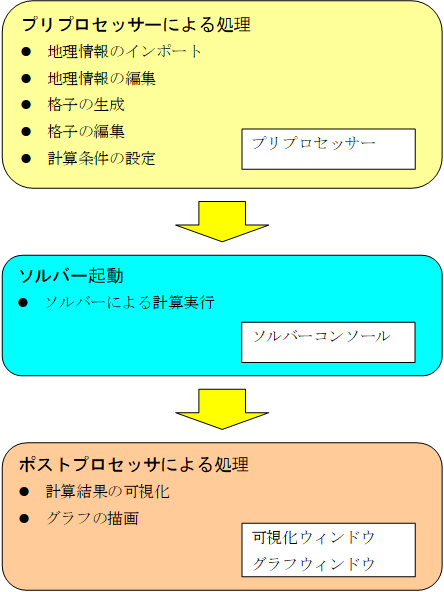 プリプロセッサーによる処理
● 地理情報のインポート
● 地理情報の編集
● 格子の生成
● 格子の編集
● 計算条件の設定
プリプロセッサー
ソルバー起動
● ソルバーによる計算実行
ソルバーコンソール
ポストプロセッサによる処理
● 計算結果の可視化
● グラフの描画
可視化ウィンドウ
グラフウィンドウ